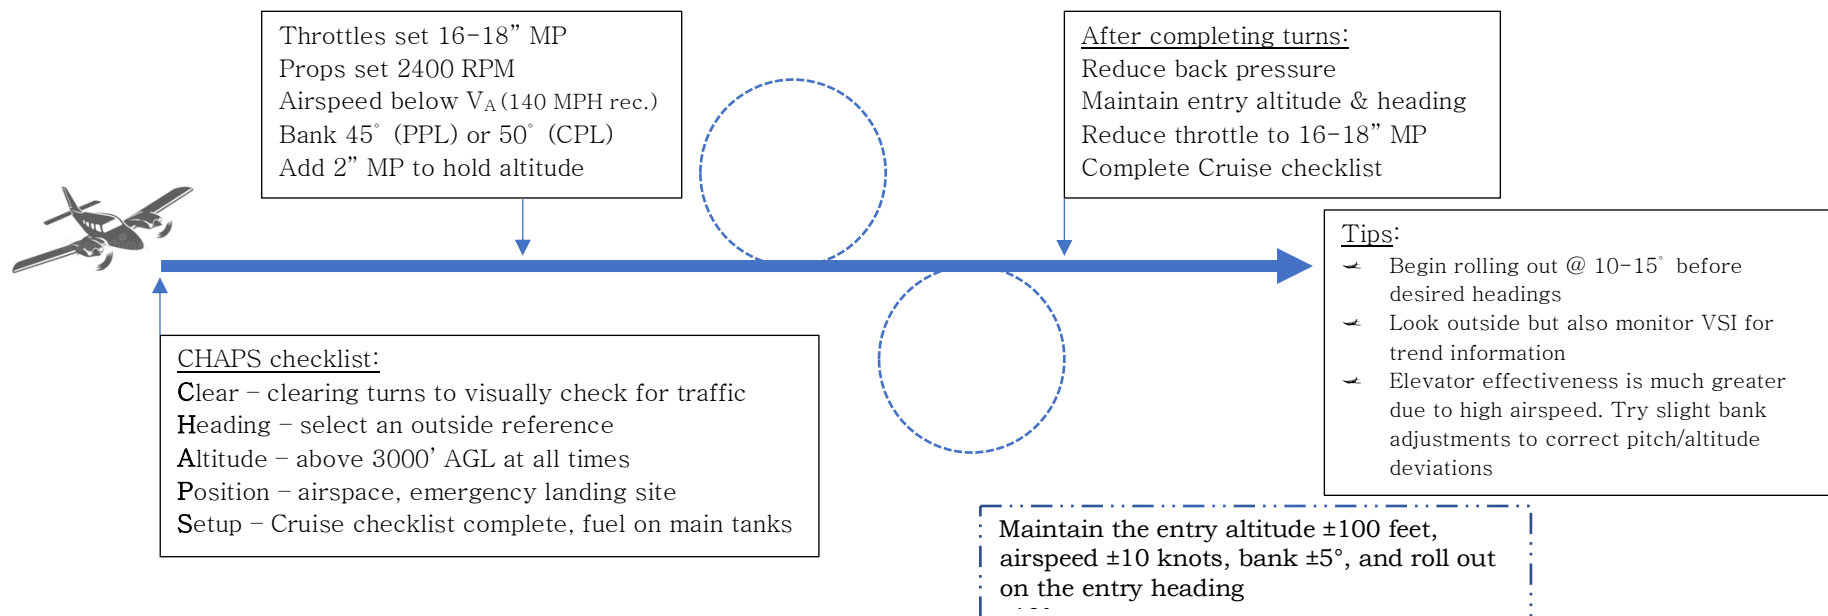 Throttles set 16-18” MP
Props set 2400 RPM
Airspeed below VA (140 MPH rec.)
Bank 45° (PPL) or 50° (CPL)
Add 2” MP to hold altitude
After completing turns:
Reduce back pressure
Maintain entry altitude & heading
Reduce throttle to 16-18” MP
Complete Cruise checklist
Tips:
Begin rolling out @ 10-15° before
desired headings
Look outside but also monitor VSI for
trend information
Elevator effectiveness is much greater
due to high airspeed. Try slight bank
adjustments to correct pitch/altitude
deviations
CHAPS checklist:
Clear – clearing turns to visually check for traffic
Heading – select an outside reference
Altitude – above 3000’ AGL at all times
Position – airspace, emergency landing site
Setup – Cruise checklist complete, fuel on main tanks
Maintain the entry altitude ±100 feet,
airspeed ±10 knots, bank ±5°, and roll out
on the entry heading